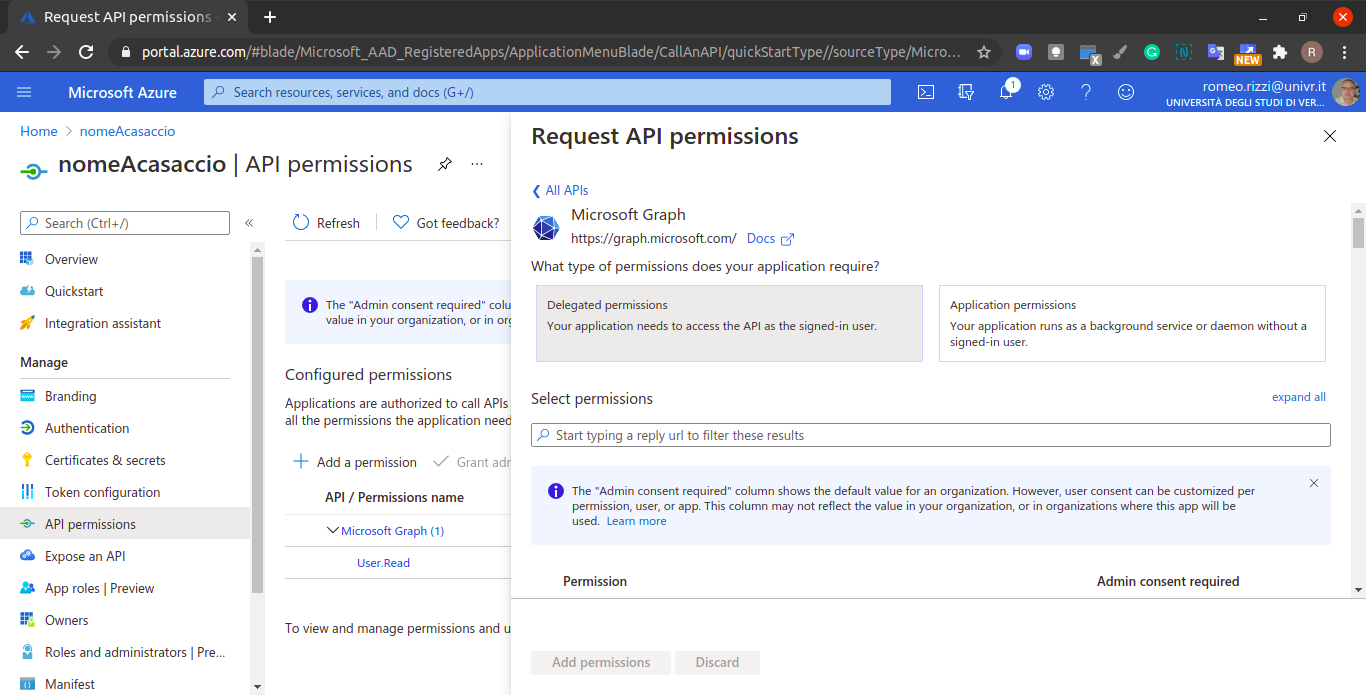 Request API permissions -
portal.azure.com/#blade/Microsoft_AAD_RegisteredApps/ApplicationMenuBlade/CallAnAPI/quickStartType//sourceType/Micro...
X
G
N
NEW
R
Microsoft Azure
Search resources, services, and docs (G+/)
1
romeo.rizzi@univr.it
UNIVERSITÀ DEGLI STUDI DI VER...
Home > nomeAcasaccio
nomeAcasaccio | API permissions
...
Search (Ctrl+/)
«
Overview
Quickstart
Integration assistant
Manage
Branding
Authentication
Certificates & secrets
Token configuration
API permissions
Expose an API
App roles | Preview
Owners
Roles and administrators | Pre...
Manifest
Refresh
Got feedback?
The "Admin consent required" colu
value in your organization, or in org
Configured permissions
Applications are authorized to call APIs
all the permissions the application need
Add a permission
Grant adr
API / Permissions name
Microsoft Graph (1)
User.Read
To view and manage permissions and u
Request API permissions
All APIs
Microsoft Graph
https://graph.microsoft.com/ Docs
What type of permissions does your application require?
Delegated permissions
Your application needs to access the API as the signed-in user.
Application permissions
Your application runs as a background service or daemon without a
signed-in user.
Select permissions
expand all
Start typing a reply url to filter these results
The "Admin consent required" column shows the default value for an organization. However, user consent can be customized per
permission, user, or app. This column may not reflect the value in your organization, or in organizations where this app will be
used. Learn more
Permission
Admin consent required
Add permissions
Discard